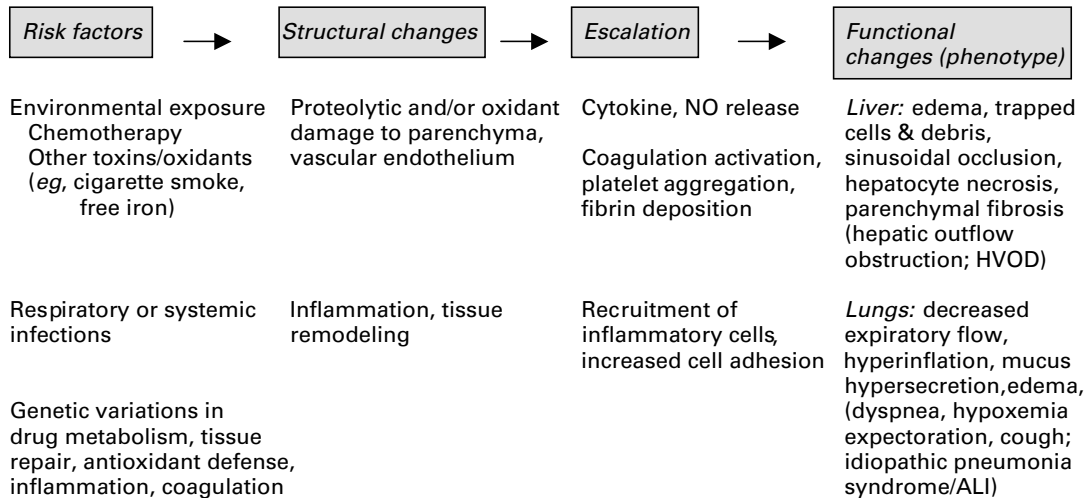 Risk factors
Structural changes
Escalation
Functional
changes (phenotype)
Environmental exposure
Chemotherapy
Other toxins/oxidants
(eg, cigarette smoke,
free iron)
Proteolytic and/or oxidant
damage to parenchyma,
vascular endothelium
Cytokine, NO release
Coagulation activation,
platelet aggregation,
fibrin deposition
Liver: edema, trapped
cells & debris,
sinusoidal occlusion,
hepatocyte necrosis,
parenchymal fibrosis
(hepatic outflow
obstruction; HVOD)
Respiratory or systemic
infections
Inflammation, tissue
remodeling
Recruitment of
inflammatory cells,
increased cell adhesion
Lungs: decreased
expiratory flow,
hyperinflation, mucus
hypersecretion,edema,
(dyspnea, hypoxemia
expectoration, cough;
idiopathic pneumonia
syndrome/ALI)
Genetic variations in
drug metabolism, tissue
repair, antioxidant defense,
inflammation, coagulation